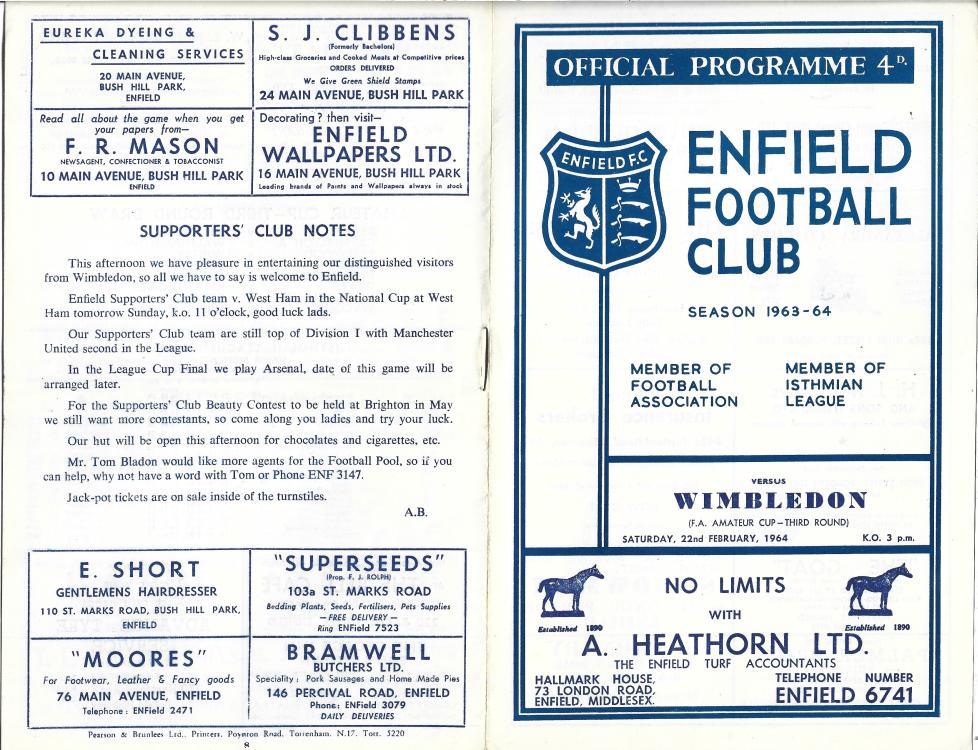 EUREKA DYEING &
CLEANING SERVICES
20 MAIN AVENUE,
BUSH HILL PARK,
ENFIELD
S. J. CLIBBENS
(Formerly Bachelors)
High-class Groceries and Cooked Meats at Competitive prices
ORDERS DELIVERED
We Give Green Shield Stamps
24 MAIN AVENUE, BUSH HILL PARK
Read all about the game when you get
your papers from—
F. R. MASON
NEWSAGENT, CONFECTIONER & TOBACCONIST
10 MAIN AVENUE, BUSH HILL PARK
ENFIELD
Decorating? then visit—
ENFIELD
WALLPAPERS LTD.
16 MAIN AVENUE, BUSH HILL PARK
Leading brands of Paints and Wallpapers always in stock
SUPPORTERS' CLUB NOTES
This afternoon we have pleasure in entertaining our distinguished visitors
from Wimbledon, so all we have to say is welcome to Enfield.
Enfield Supporters' Club team v. West Ham in the National Cup at West
Ham tomorrow Sunday, k.o. 11 o'clock, good luck lads.
Our Supporters' Club team are still top of Division I with Manchester
United second in the League.
In the League Cup Final we play Arsenal, date of this game will be
arranged later.
For the Supporters' Club Beauty Contest to be held at Brighton in May
we still want more contestants, so come along you ladies and try your luck.
Our hut will be open this afternoon for chocolates and cigarettes, etc.
Mr. Tom Bladon would like more agents for the Football Pool, so if you
can help, why not have a word with Tom or Phone ENF 3147.
Jack-pot tickets are on sale inside of the turnstiles.
A.B.
E. SHORT
GENTLEMENS HAIRDRESSER
110 ST. MARKS ROAD, BUSH HILL PARK,
ENFIELD
"SUPERSEEDS"
(Prop. F. J. ROLPH)
103a ST. MARKS ROAD
Bedding Plants, Seeds, Fertilisers, Pets Supplies
—FREE DELIVERY—
Ring ENField 7523
"MOORES"
For Footwear, Leather & Fancy goods
76 MAIN AVENUE, ENFIELD
Telephone: ENField 2471
BRAMWELL
BUTCHERS LTD.
Speciality: Pork Sausages and Home Made Pies
146 PERCIVAL ROAD, ENFIELD
Phone: ENField 3079
DAILY DELIVERIES
Pearson & Brunlees Ltd., Printers, Poynton Road, Tottenham, N.17. Tott. 5220
8
OFFICIAL PROGRAMME 4D.
ENFIELD F.C
ENFIELD
FOOTBALL
CLUB
SEASON 1963-64
MEMBER OF
FOOTBALL
ASSOCIATION
MEMBER OF
ISTHMIAN
LEAGUE
VERSUS
WIMBLEDON
(F.A. AMATEUR CUP—THIRD ROUND)
SATURDAY, 22nd FEBRUARY, 1964 K.O. 3 p.m.
Established 1890
NO LIMITS
WITH
Established 1890
A. HEATHORN LTD.
THE ENFIELD TURF ACCOUNTANTS
HALLMARK HOUSE,
73 LONDON ROAD,
ENFIELD, MIDDLESEX.
TELEPHONE NUMBER
ENFIELD 6741